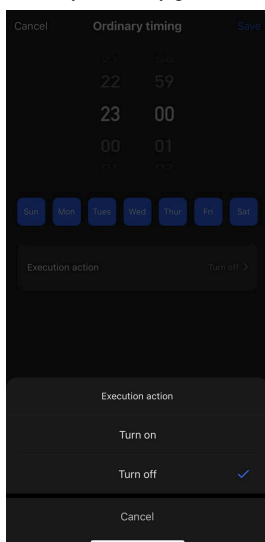 Cancel Ordinary timing Save
22 59
23 00
00 01
Sun Mon Tues Wed Thur Fri Sat
Execution action Turn off >
Execution action
Turn on
Turn off
Cancel